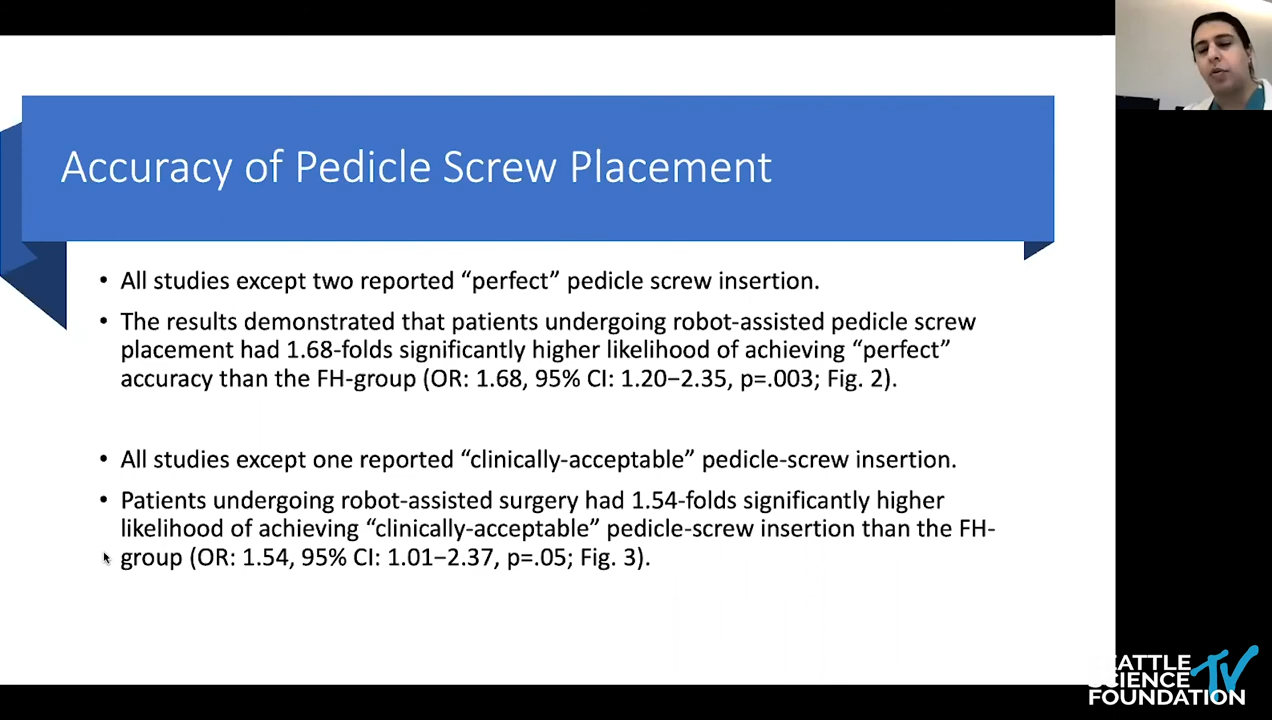 Accuracy of Pedicle Screw Placement
• All studies except two reported “perfect” pedicle screw insertion.
• The results demonstrated that patients undergoing robot-assisted pedicle screw
placement had 1.68-folds significantly higher likelihood of achieving “perfect”
accuracy than the FH-group (OR: 1.68, 95% CI: 1.20–2.35, p=.003; Fig. 2).
• All studies except one reported “clinically-acceptable” pedicle-screw insertion.
• Patients undergoing robot-assisted surgery had 1.54-folds significantly higher
likelihood of achieving “clinically-acceptable” pedicle-screw insertion than the FH-
group (OR: 1.54, 95% CI: 1.01–2.37, p=.05; Fig. 3).
SEATTLE
SCIENCE
FOUNDATION
TV